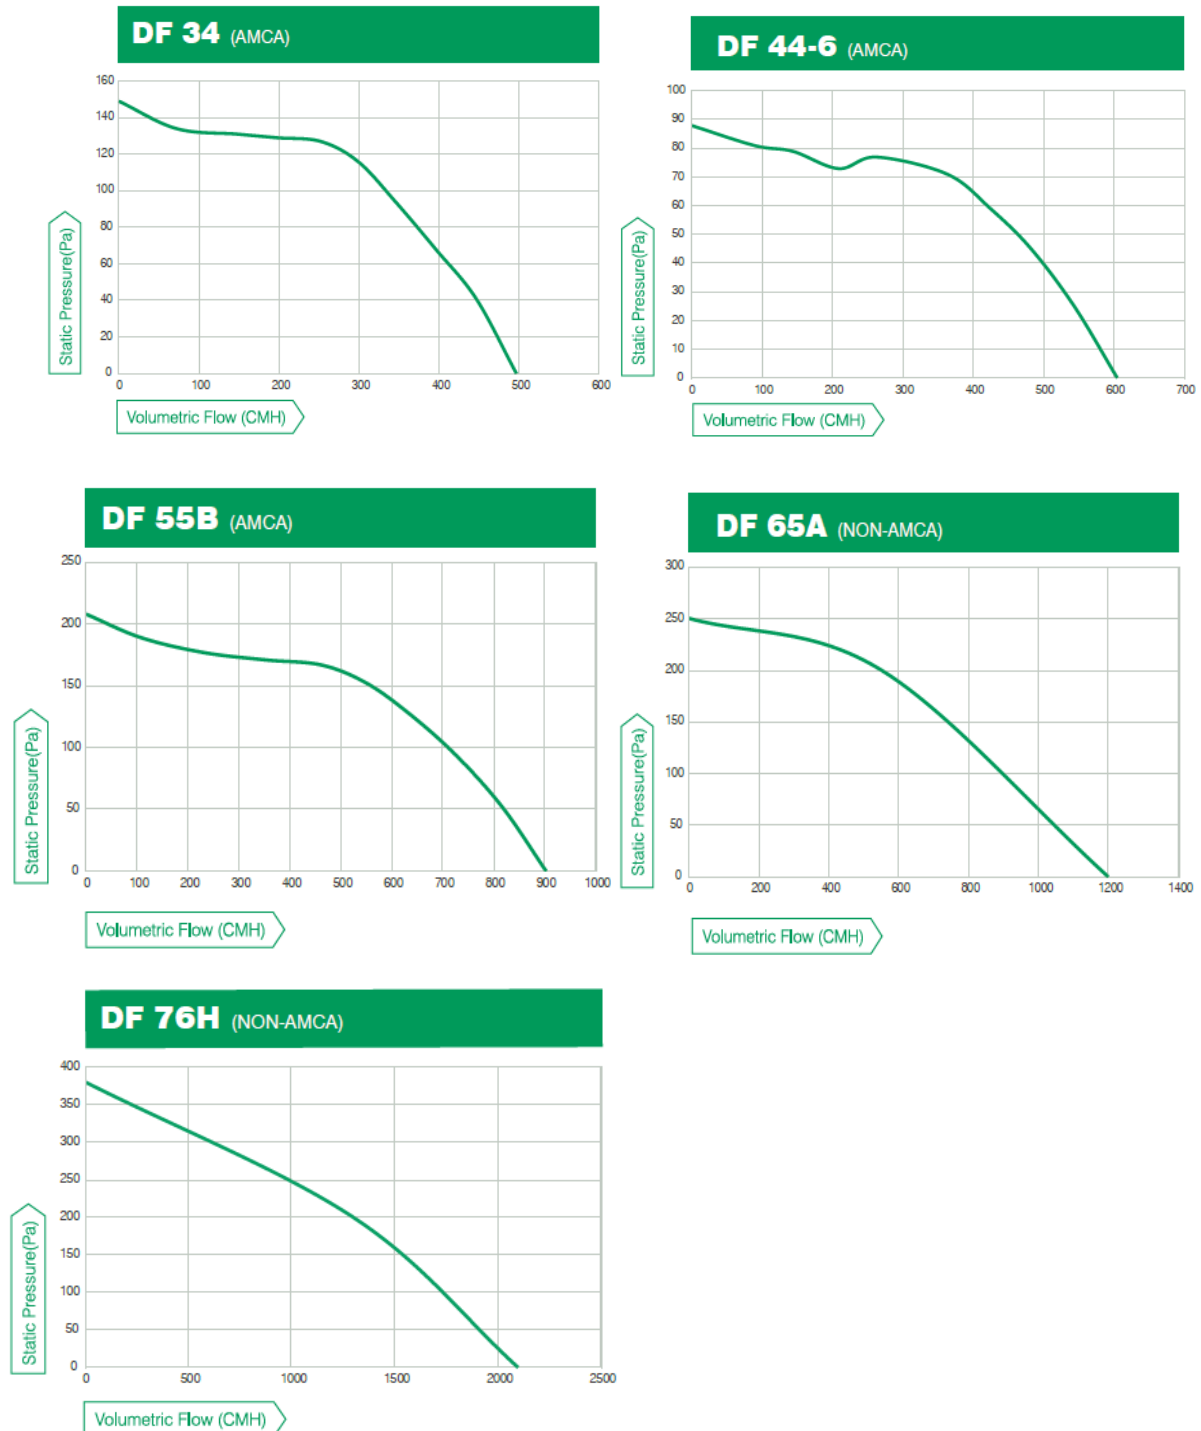 DF 34 (AMCA)
160
140
120
100
80
60
40
20
0
0 100 200 300 400 500 600
Static Pressure(Pa)
Volumetric Flow (CMH)
DF 44-6 (AMCA)
100
90
80
70
60
50
40
30
20
10
0
0 100 200 300 400 500 600 700
Static Pressure(Pa)
Volumetric Flow (CMH)
DF 55B (AMCA)
250
200
150
100
50
0
0 100 200 300 400 500 600 700 800 900 1000
Static Pressure(Pa)
Volumetric Flow (CMH)
DF 65A (NON-AMCA)
300
250
200
150
100
50
0
0 200 400 600 800 1000 1200 1400
Static Pressure(Pa)
Volumetric Flow (CMH)
DF 76H (NON-AMCA)
400
350
300
250
200
150
100
50
0
0 500 1000 1500 2000 2500
Static Pressure(Pa)
Volumetric Flow (CMH)